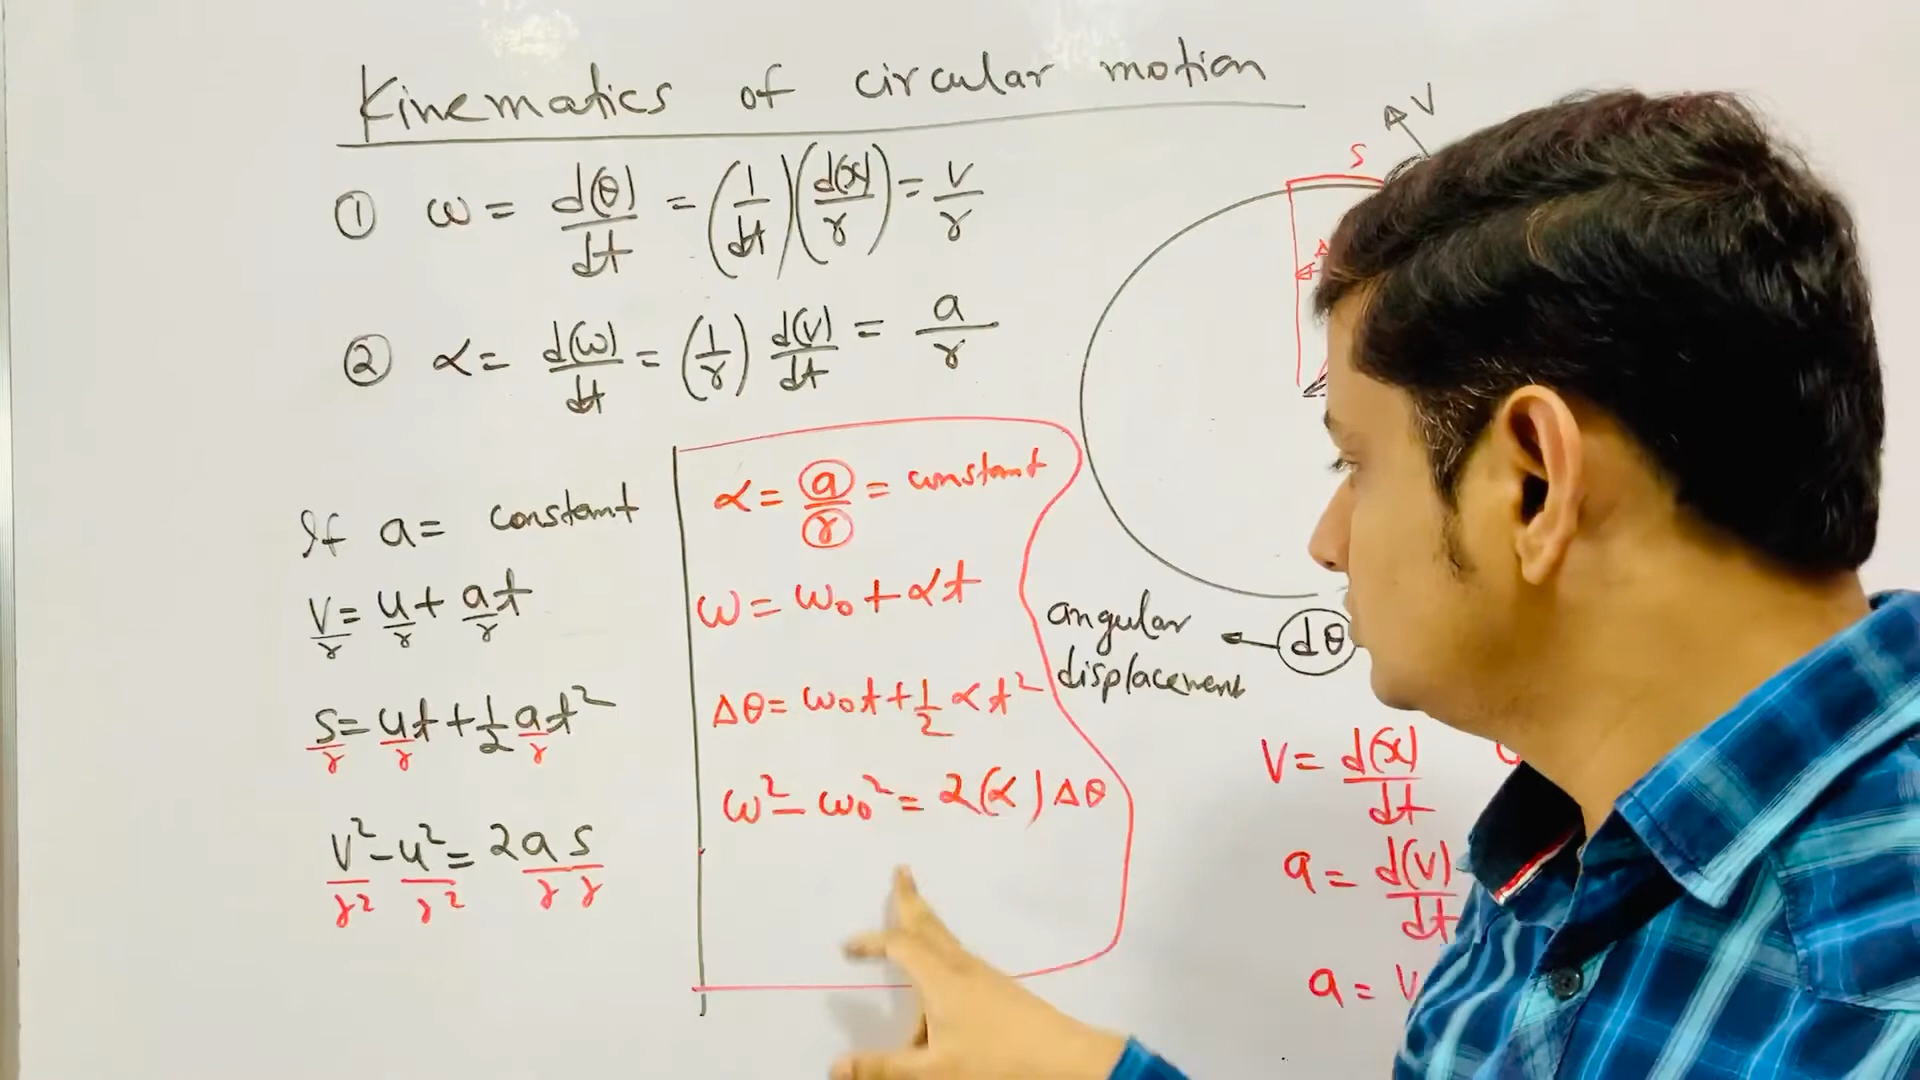 Kinematics of circular motion
① ω = d(θ)/dt = (1/dt)(d(x)/r) = v/r
② α = d(ω)/dt = (1/r) d(v)/dt = a/r
If a = constant
v/r = u/r + at/r
s/r = ut/r + 1/2 at²/r
v²/r² - u²/r² = 2a s/r r
α = a/r = constant
ω = ω₀ + αt
Δθ = ω₀t + 1/2 αt²
ω² - ω₀² = 2(α)Δθ
V
S
angular
displacement
dθ
V = d(x)/dt
a = d(v)/dt
a = V